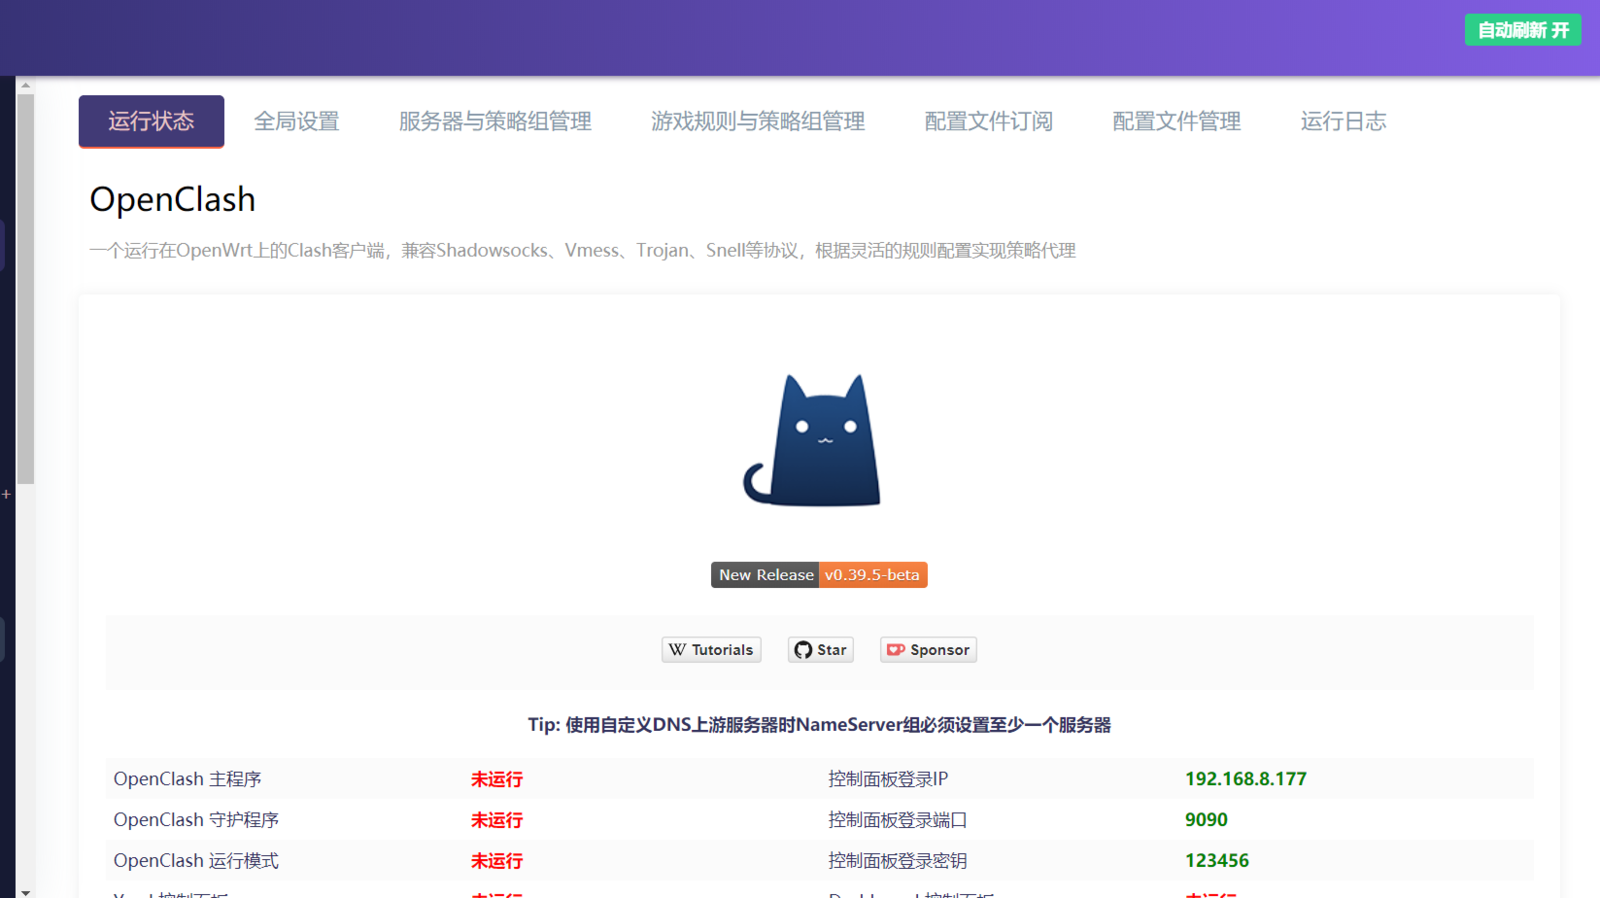 自动刷新 开
运行状态 全局设置 服务器与策略组管理 游戏规则与策略组管理 配置文件订阅 配置文件管理 运行日志
OpenClash
一个运行在OpenWrt上的Clash客户端，兼容Shadowsocks、Vmess、Trojan、Snell等协议，根据灵活的规则配置实现策略代理
New Release v0.39.5-beta
Tutorials Star Sponsor
Tip: 使用自定义DNS上游服务器时NameServer组必须设置至少一个服务器
OpenClash 主程序 未运行 控制面板登录IP 192.168.8.177
OpenClash 守护程序 未运行 控制面板登录端口 9090
OpenClash 运行模式 未运行 控制面板登录密钥 123456